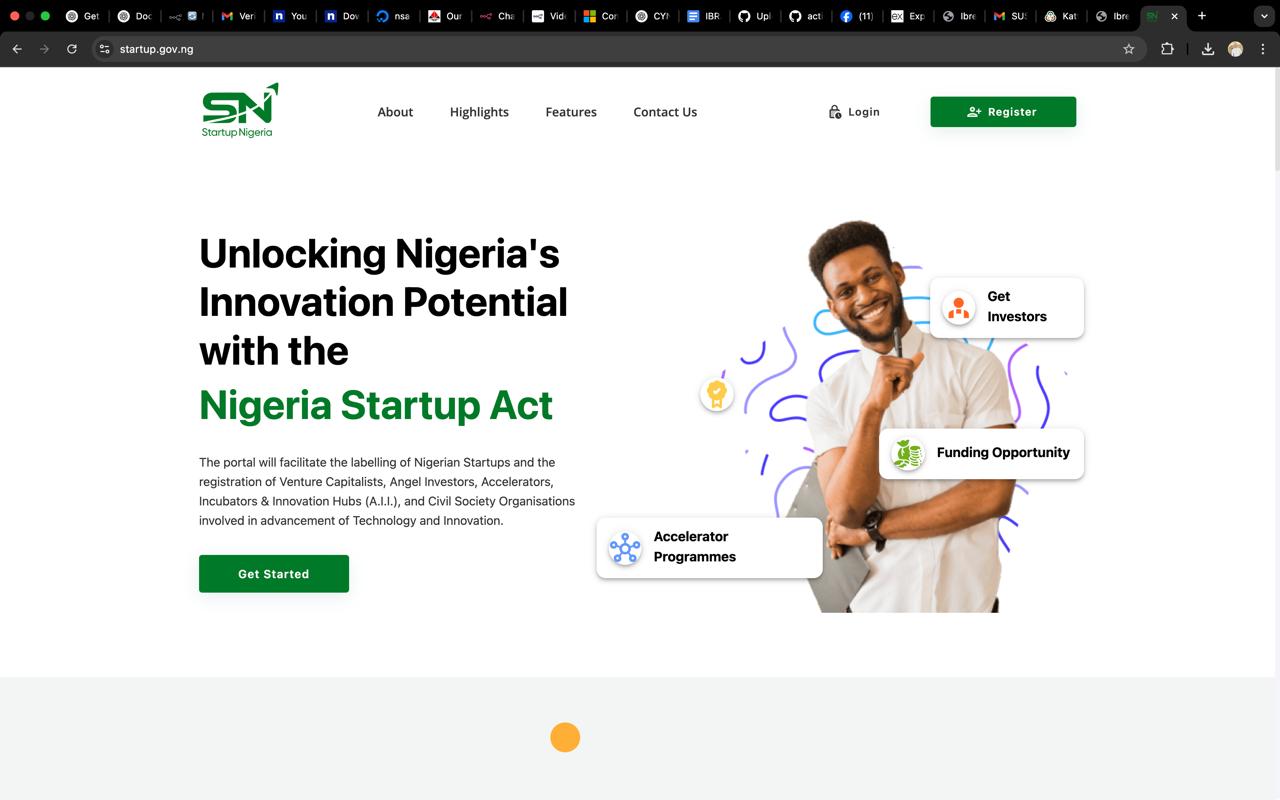 Get
Doc
Veri
You
Dov
nsa
Our
Cha
Vid
Con
CYN
IBR
Upl
acti
(11)
Exp
Ibre
SUS
Kat
Ibre
startup.gov.ng
SN
Startup Nigeria
About
Highlights
Features
Contact Us
Login
Register
Unlocking Nigeria's
Innovation Potential
with the
Nigeria Startup Act
The portal will facilitate the labelling of Nigerian Startups and the
registration of Venture Capitalists, Angel Investors, Accelerators,
Incubators & Innovation Hubs (A.I.I.), and Civil Society Organisations
involved in advancement of Technology and Innovation.
Get Started
Get
Investors
Funding Opportunity
Accelerator
Programmes